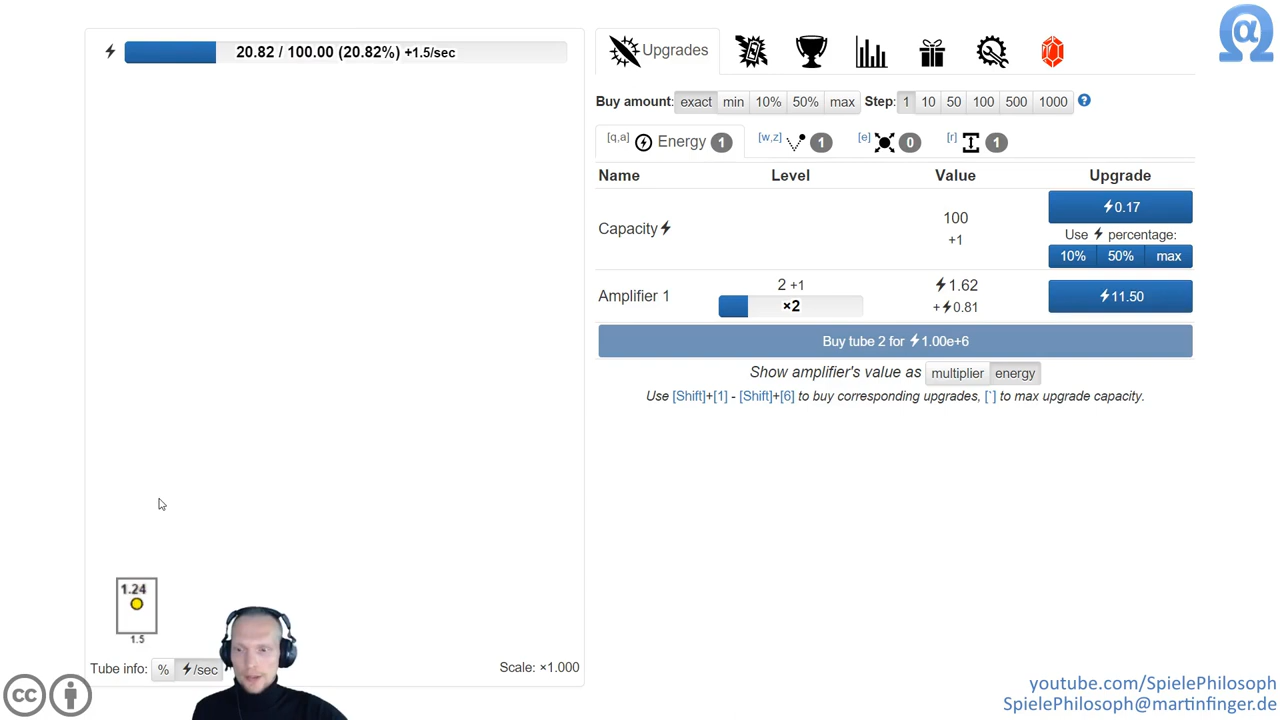 20.82 / 100.00 (20.82%) +1.5/sec
Upgrades
Buy amount: exact min 10% 50% max Step: 1 10 50 100 500 1000 ?
[q,a] Energy 1 [w,z] 1 [e] 0 [r] 1
Name Level Value Upgrade
Capacity 100 0.17
+1 Use percentage:
10% 50% max
Amplifier 1 2 +1 1.62 11.50
×2 +0.81
Buy tube 2 for 1.00e+6
Show amplifier's value as multiplier energy
Use [Shift]+[1] - [Shift]+[6] to buy corresponding upgrades, [`] to max upgrade capacity.
1.24
1.5
Tube info: % /sec Scale: ×1.000
cc
α
Ω
youtube.com/SpielePhilosoph
SpielePhilosoph@martinfinger.de